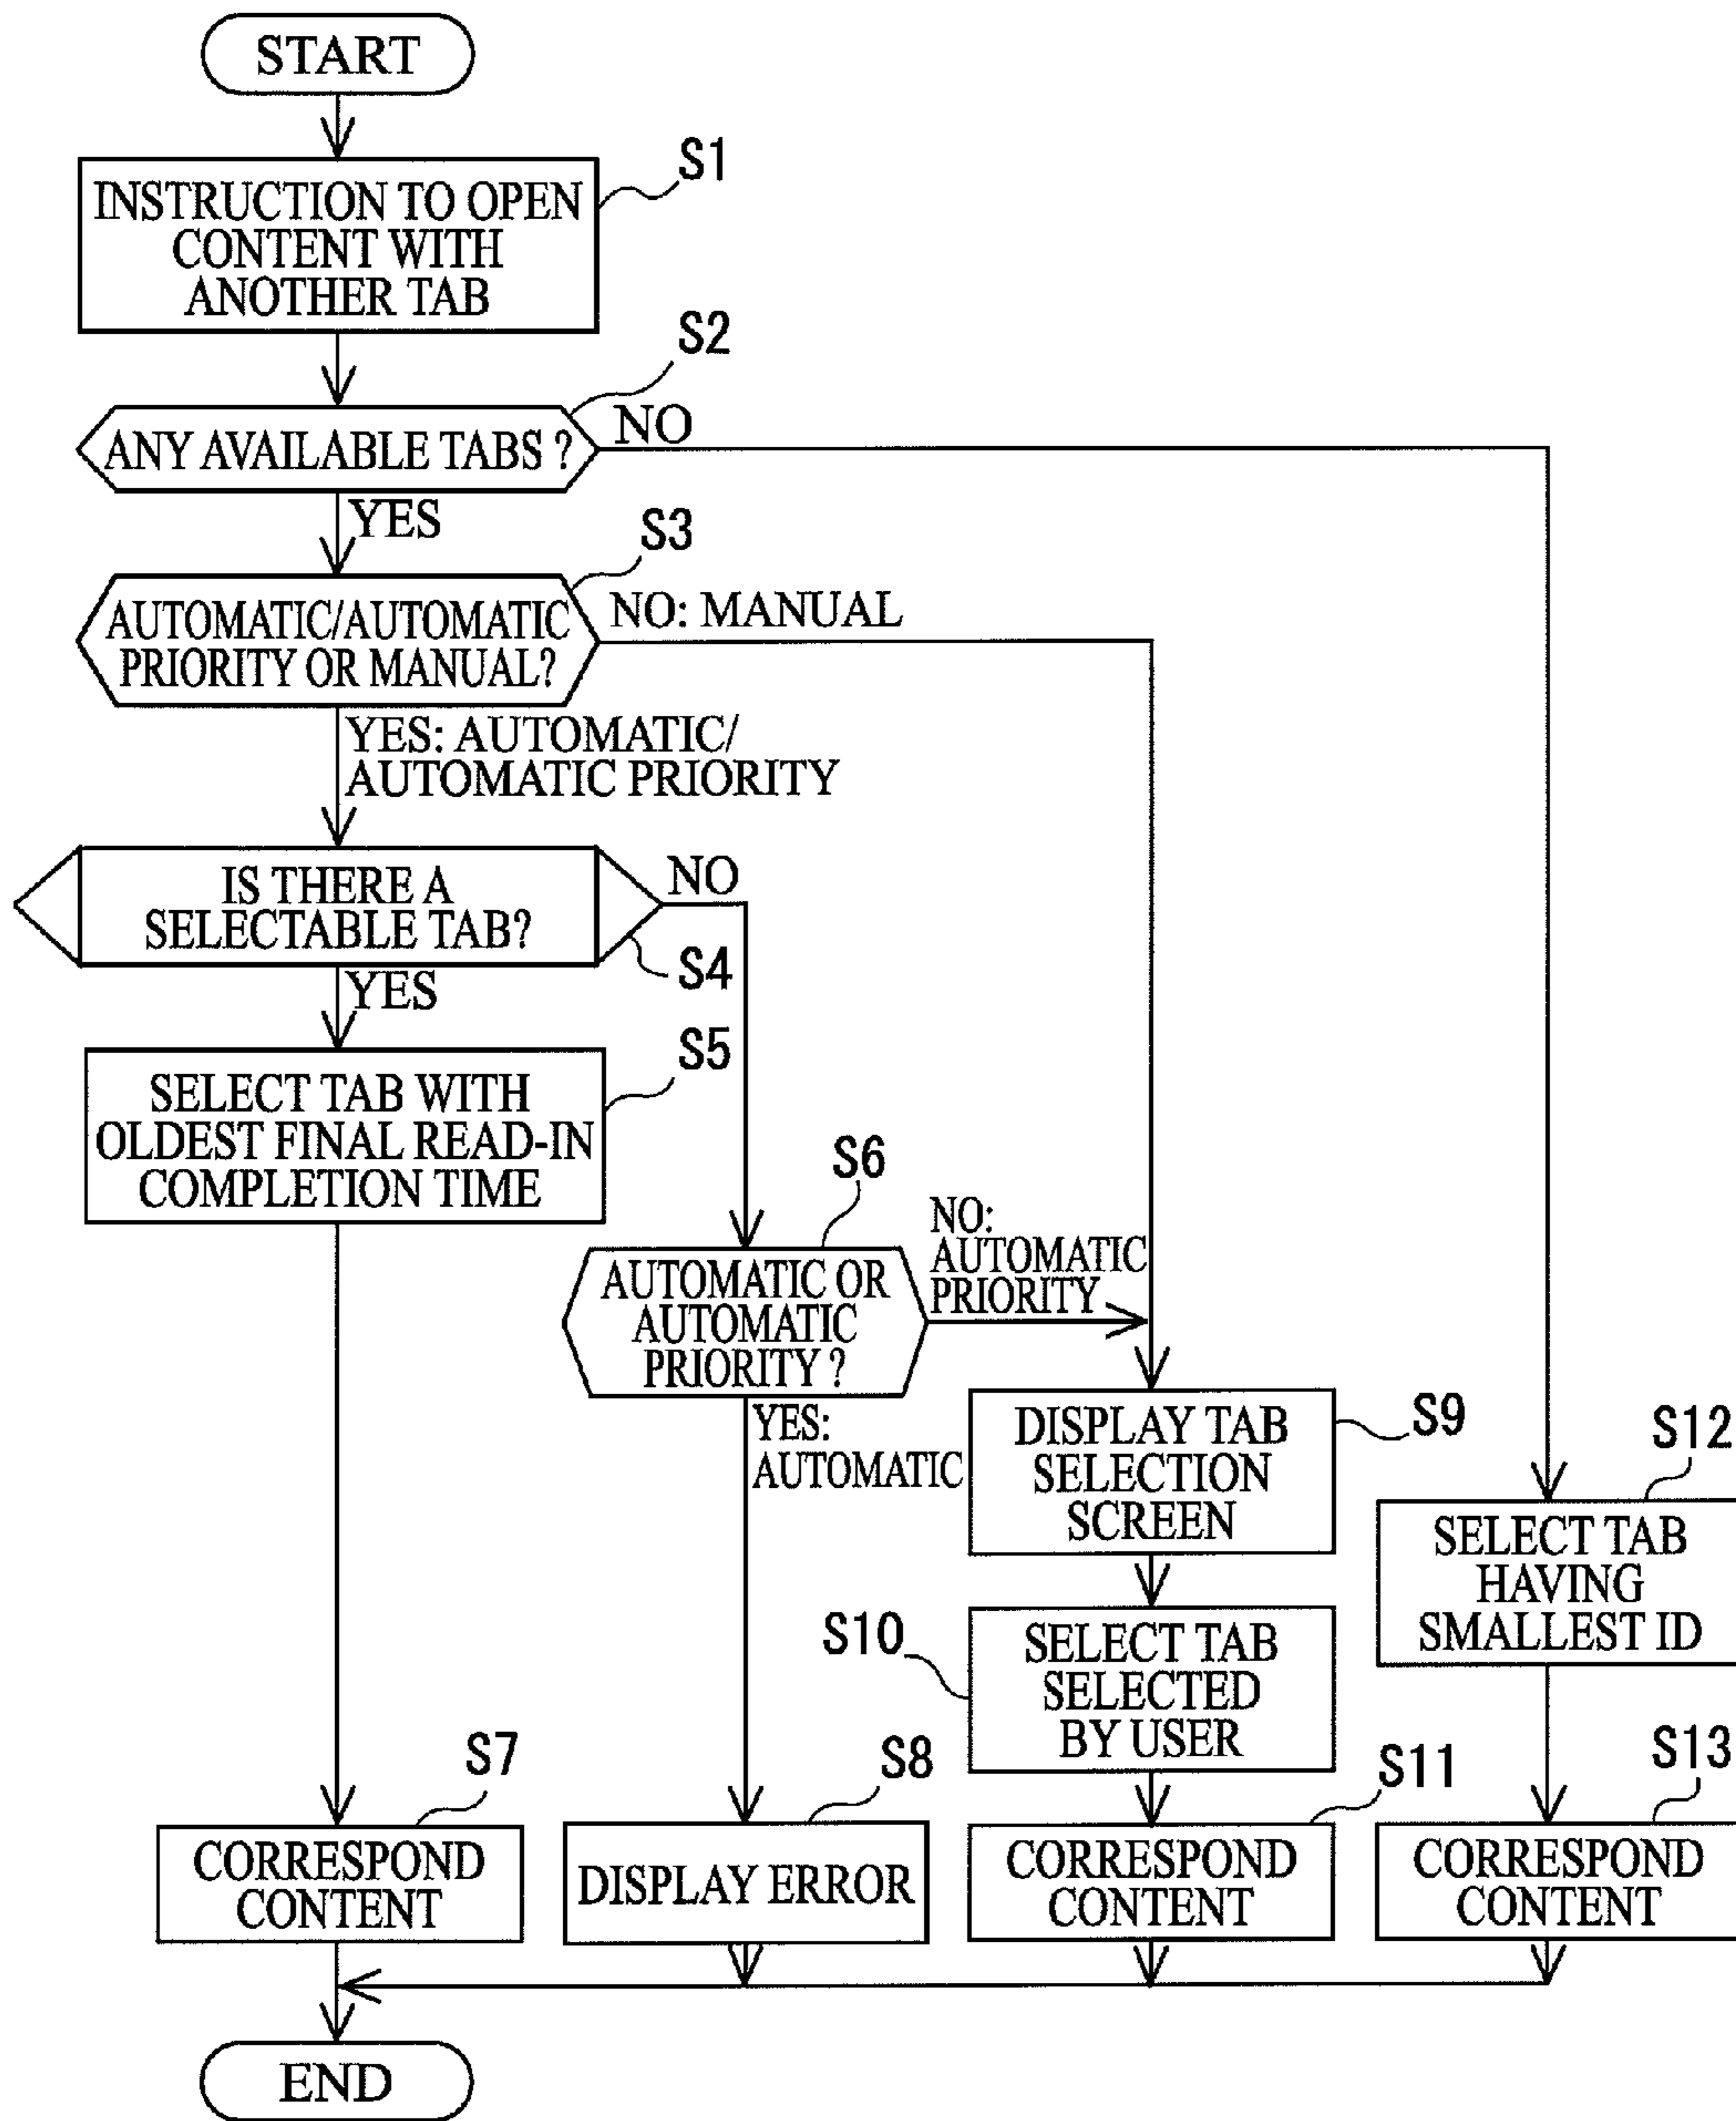 START
S1
INSTRUCTION TO OPEN
CONTENT WITH
ANOTHER TAB
S2
ANY AVAILABLE TABS ?
NO
YES
S3
AUTOMATIC/AUTOMATIC
PRIORITY OR MANUAL?
NO: MANUAL
YES: AUTOMATIC/
AUTOMATIC PRIORITY
IS THERE A
SELECTABLE TAB?
NO
S4
YES
S5
SELECT TAB WITH
OLDEST FINAL READ-IN
COMPLETION TIME
S6
AUTOMATIC OR
AUTOMATIC
PRIORITY ?
NO:
AUTOMATIC
PRIORITY
YES:
AUTOMATIC
S9
DISPLAY TAB
SELECTION
SCREEN
S12
SELECT TAB
HAVING
SMALLEST ID
S10
SELECT TAB
SELECTED
BY USER
S7
CORRESPOND
CONTENT
S8
DISPLAY ERROR
S11
CORRESPOND
CONTENT
S13
CORRESPOND
CONTENT
END